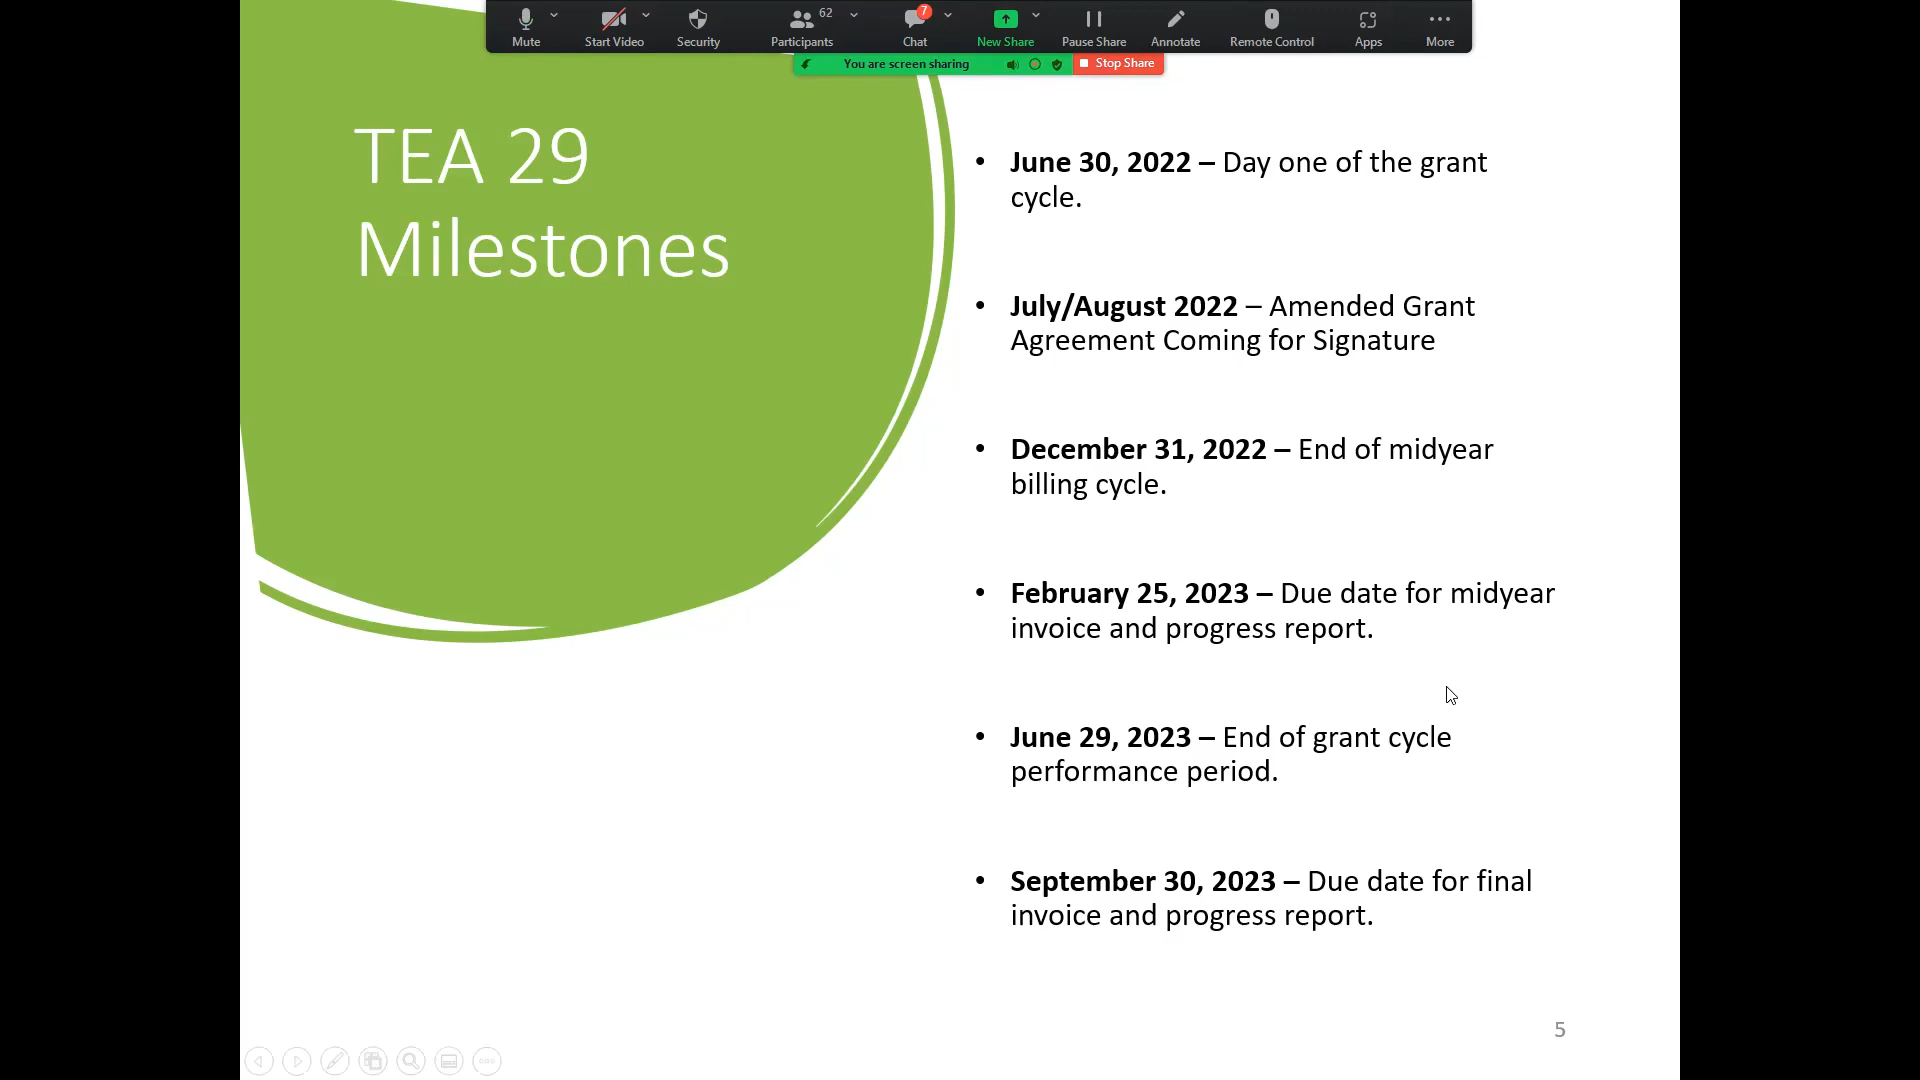 Mute
Start Video
Security
62
Participants
7
Chat
New Share
Pause Share
Annotate
Remote Control
Apps
More
You are screen sharing
Stop Share
TEA 29
Milestones
• June 30, 2022 – Day one of the grant
cycle.
• July/August 2022 – Amended Grant
Agreement Coming for Signature
• December 31, 2022 – End of midyear
billing cycle.
• February 25, 2023 – Due date for midyear
invoice and progress report.
• June 29, 2023 – End of grant cycle
performance period.
• September 30, 2023 – Due date for final
invoice and progress report.
5